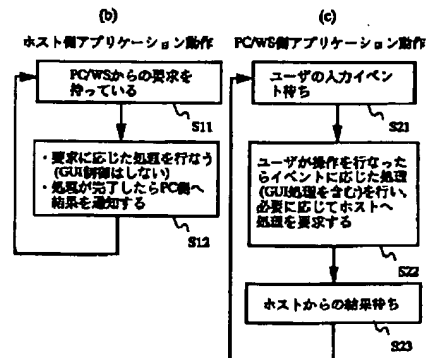 (b)
ホスト側アプリケーション動作
PC/WSからの要求を
持っている
S11
・要求に応じた処理を行なう
(GUI制御はしない)
・処理が完了したらPC側へ
結果を通知する
S12
(c)
PC/WS側アプリケーション動作
ユーザの入力イベ
ント待ち
S21
ユーザが操作を行なった
らイベントに応じた処理
(GUI処理を含む)を行い、
必要に応じてホストへ
処理を要求する
S22
ホストからの結果待ち
S23